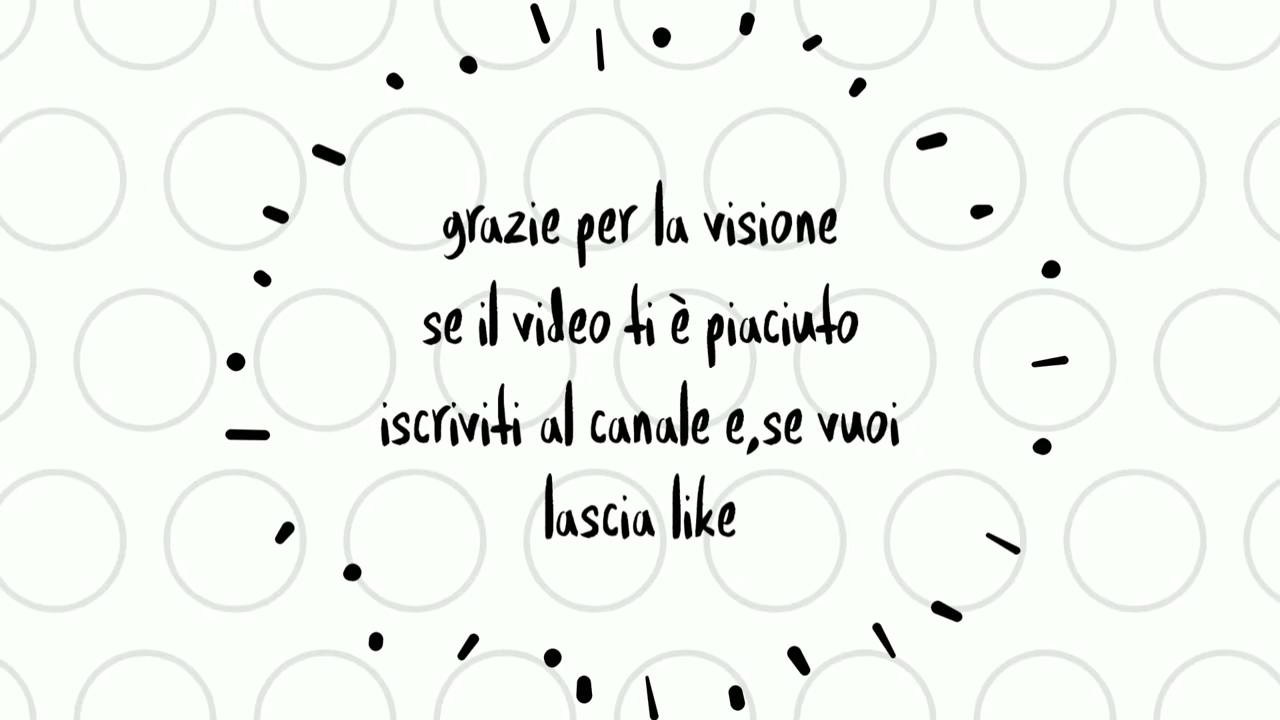 grazie per la visione
se il video ti è piaciuto
iscriviti al canale e,se vuoi
lascia like